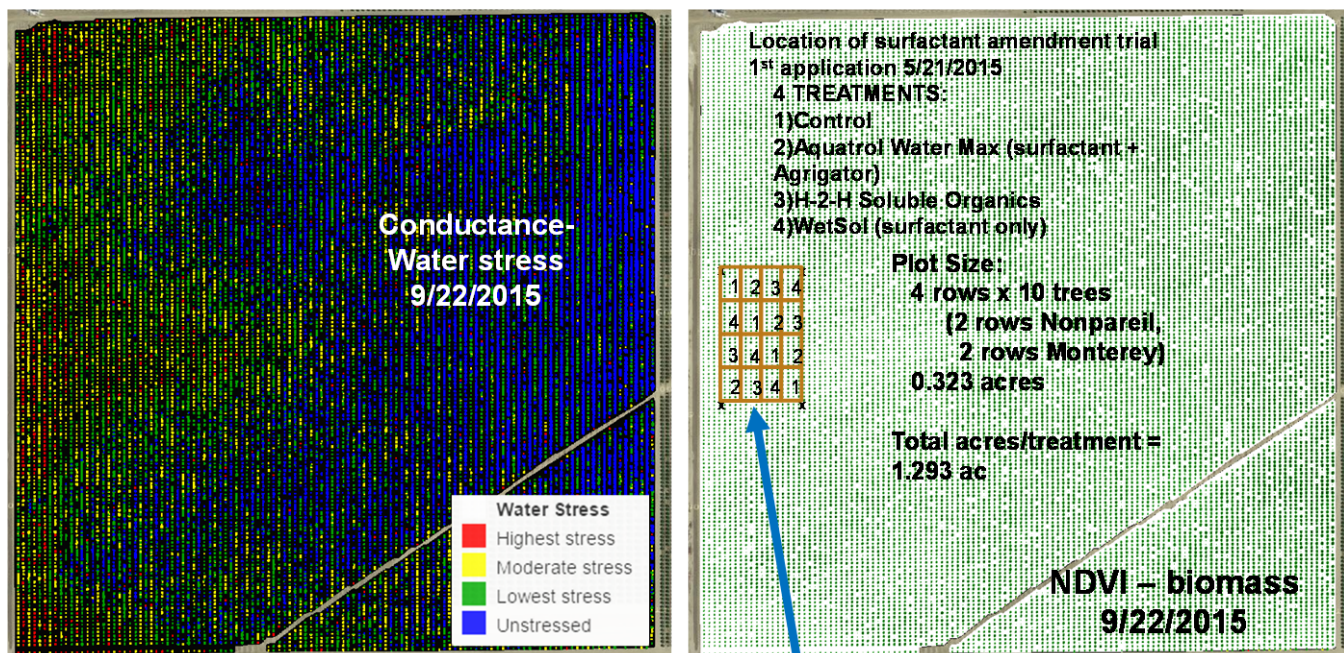 Conductance-
Water stress
9/22/2015
Water Stress
Highest stress
Moderate stress
Lowest stress
Unstressed
Location of surfactant amendment trial
1st application 5/21/2015
4 TREATMENTS:
1)Control
2)Aquatrol Water Max (surfactant +
Agrigator)
3)H-2-H Soluble Organics
4)WetSol (surfactant only)
Plot Size:
4 rows x 10 trees
(2 rows Nonpareil,
2 rows Monterey)
0.323 acres
Total acres/treatment =
1.293 ac
1 2 3 4
4 1 2 3
3 4 1 2
2 3 4 1
NDVI – biomass
9/22/2015